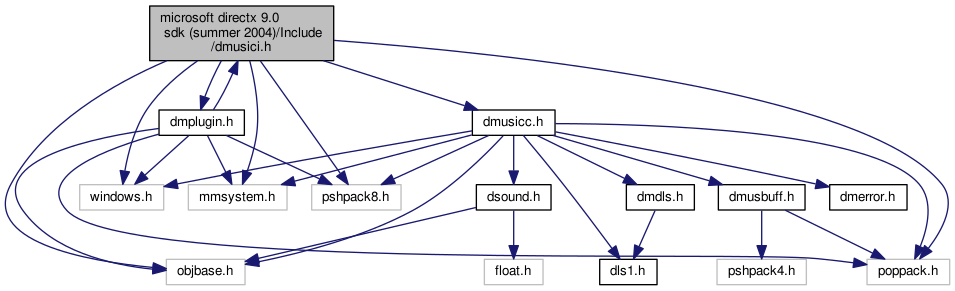 microsoft directx 9.0
sdk (summer 2004)/Include
/dmusici.h
dmplugin.h
dmusicc.h
windows.h
mmsystem.h
pshpack8.h
dsound.h
dmdls.h
dmusbuff.h
dmerror.h
objbase.h
float.h
dls1.h
pshpack4.h
poppack.h